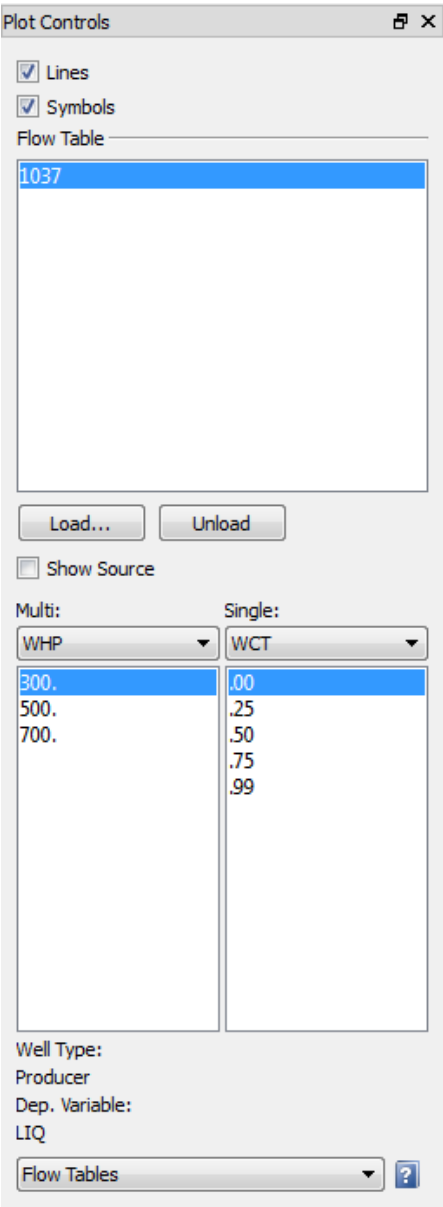 Plot Controls
Lines
Symbols
Flow Table
1037
Load... Unload
Show Source
Multi: Single:
WHP WCT
300. .00
500. .25
700. .50
.75
.99
Well Type:
Producer
Dep. Variable:
LIQ
Flow Tables ?